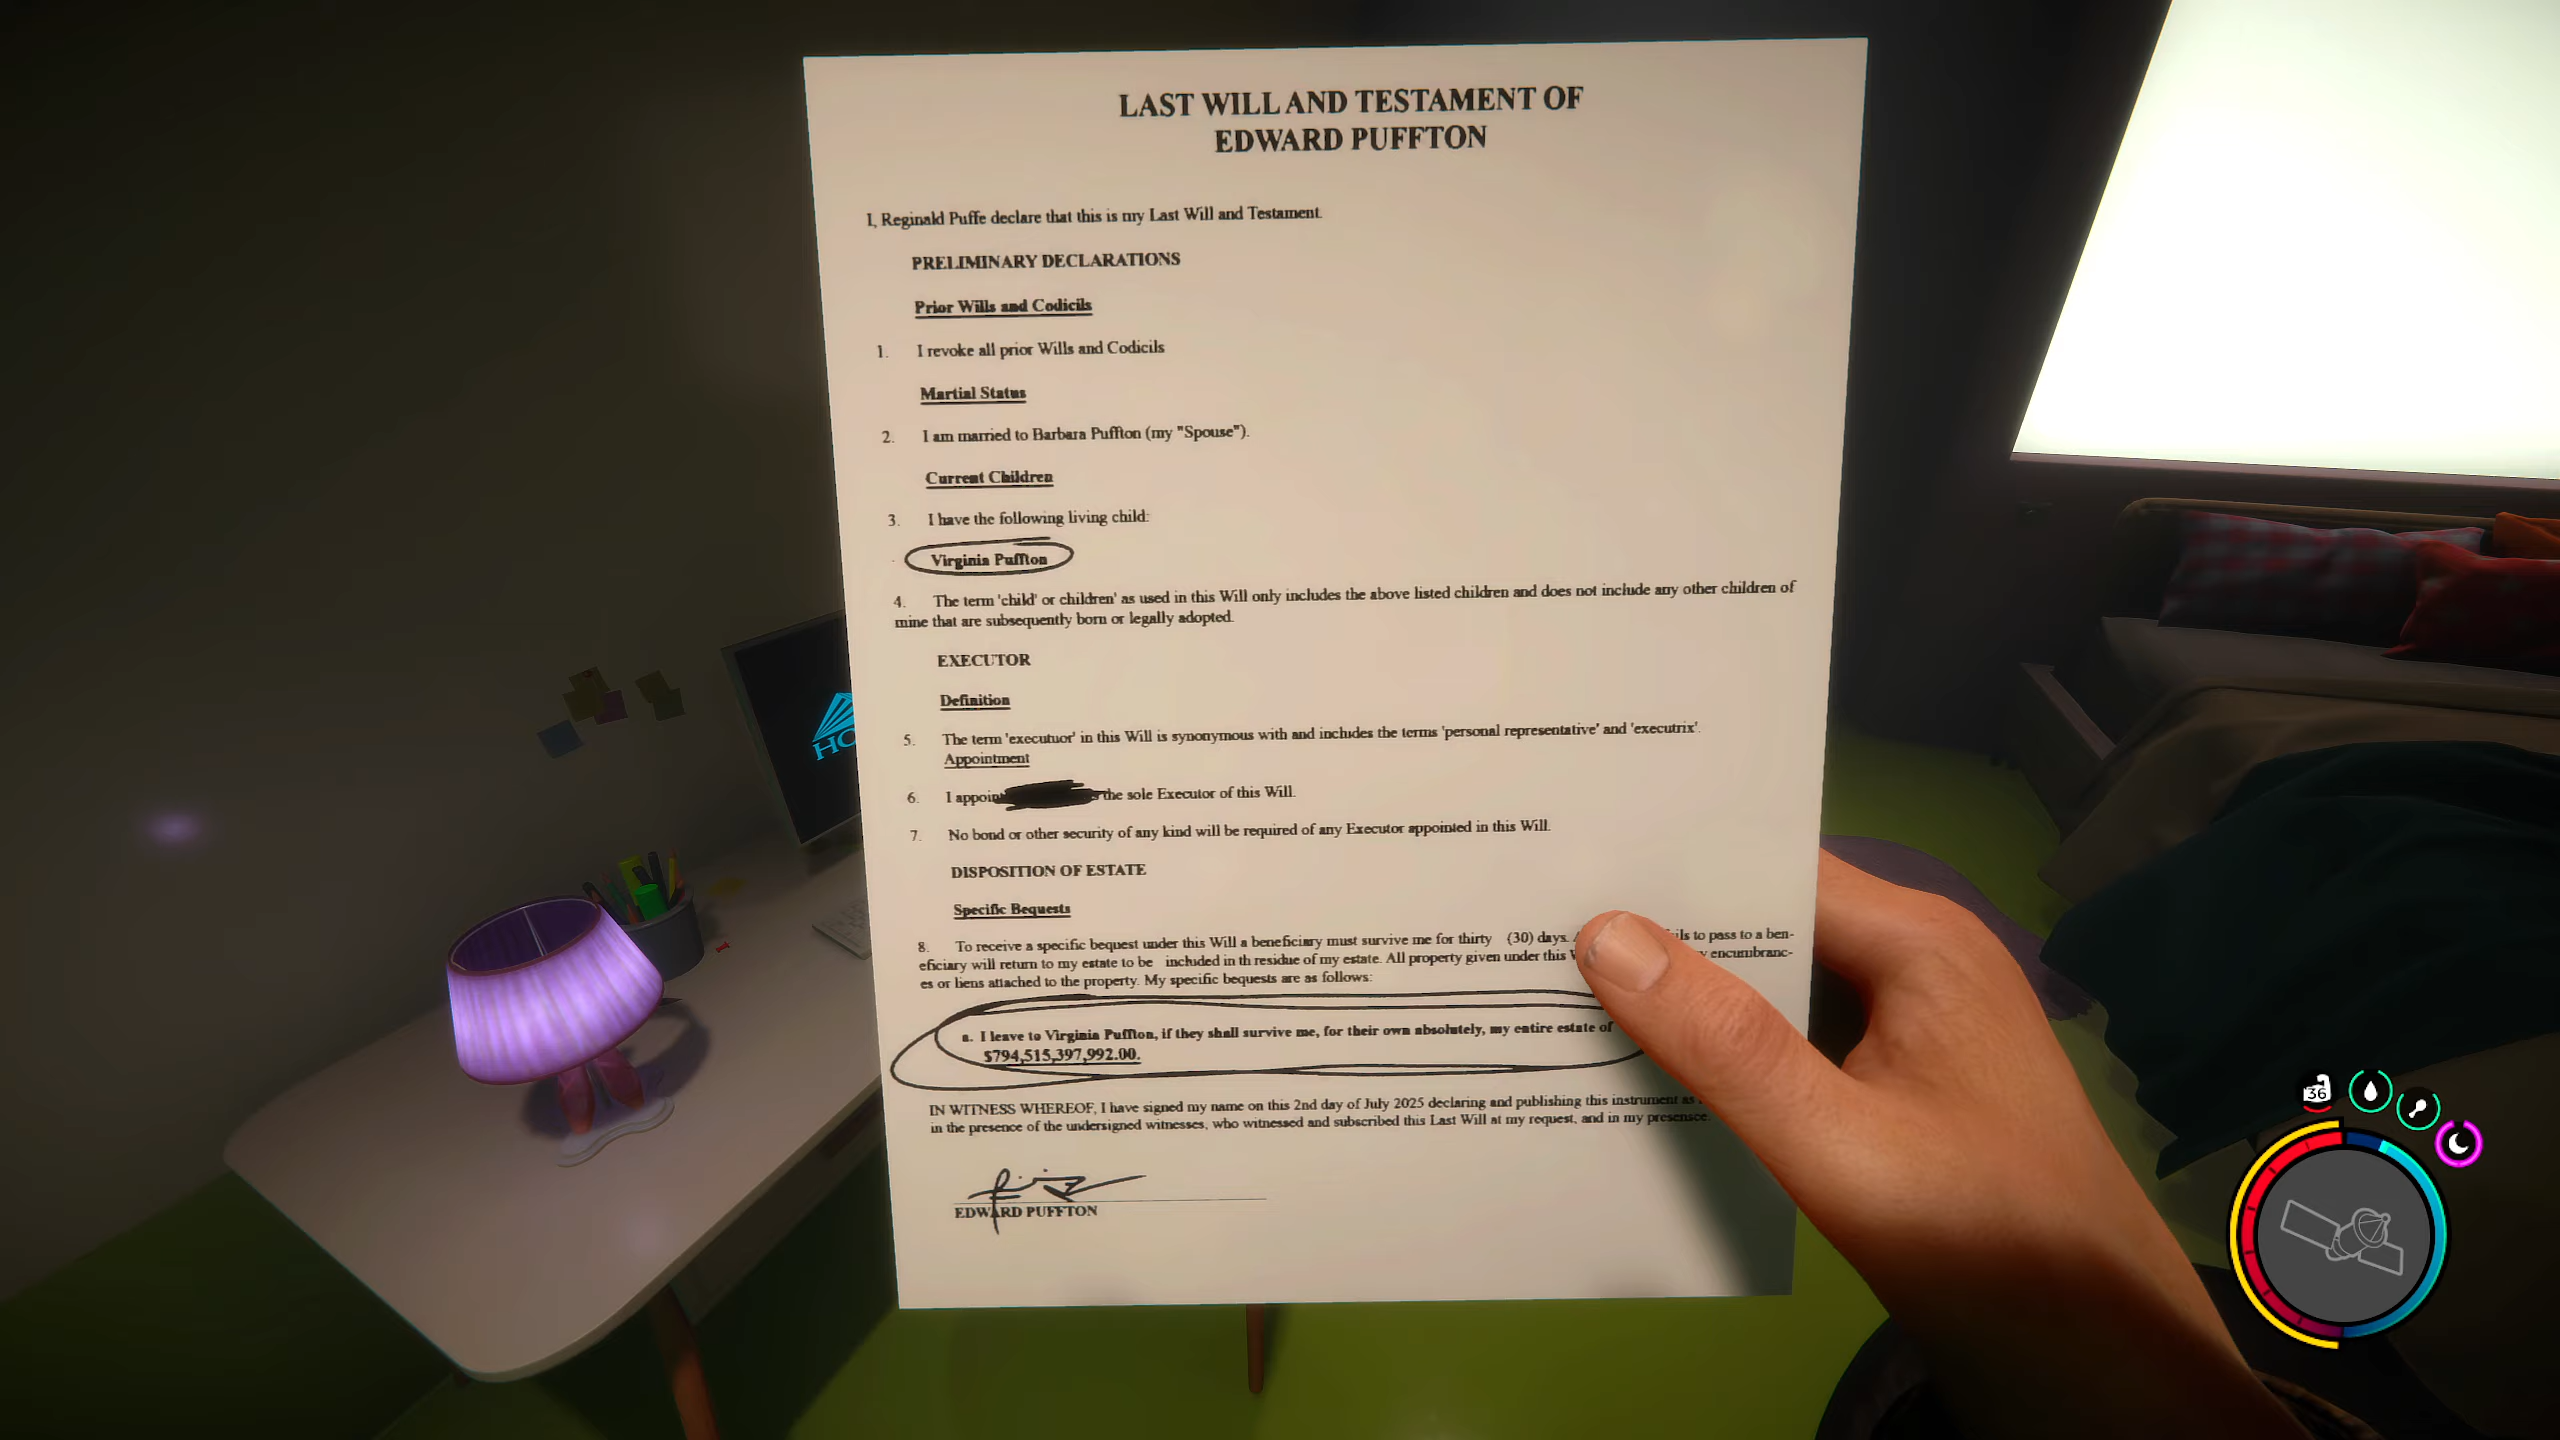 LAST WILL AND TESTAMENT OF
EDWARD PUFFTON
I, Reginald Puffe declare that this is my Last Will and Testament.
PRELIMINARY DECLARATIONS
Prior Wills and Codicils
1. I revoke all prior Wills and Codicils
Martial Status
2. I am married to Barbara Puffton (my "Spouse").
Current Children
3. I have the following living child:
Virginia Puffton
4. The term 'child' or children' as used in this Will only includes the above listed children and does not include any other children of
mine that are subsequently born or legally adopted.
EXECUTOR
Definition
5. The term 'executuor' in this Will is synonymous with and includes the terms 'personal representative' and 'executrix'.
Appointment
6. I appoint the sole Executor of this Will.
7. No bond or other security of any kind will be required of any Executor appointed in this Will.
DISPOSITION OF ESTATE
Specific Bequests
8. To receive a specific bequest under this Will a beneficiary must survive me for thirty (30) days. to pass to a ben-
eficiary will return to my estate to be included in th residue of my estate. All property given under this encumbranc-
es or liens attached to the property. My specific bequests are as follows:
a. I leave to Virginia Puffton, if they shall survive me, for their own absolutely, my entire estate of
$794,515,397,992.00.
IN WITNESS WHEREOF, I have signed my name on this 2nd day of July 2025 declaring and publishing this instrument as
in the presence of the undersigned witnesses, who witnessed and subscribed this Last Will at my request, and in my presensce.
EDWARD PUFFTON
36